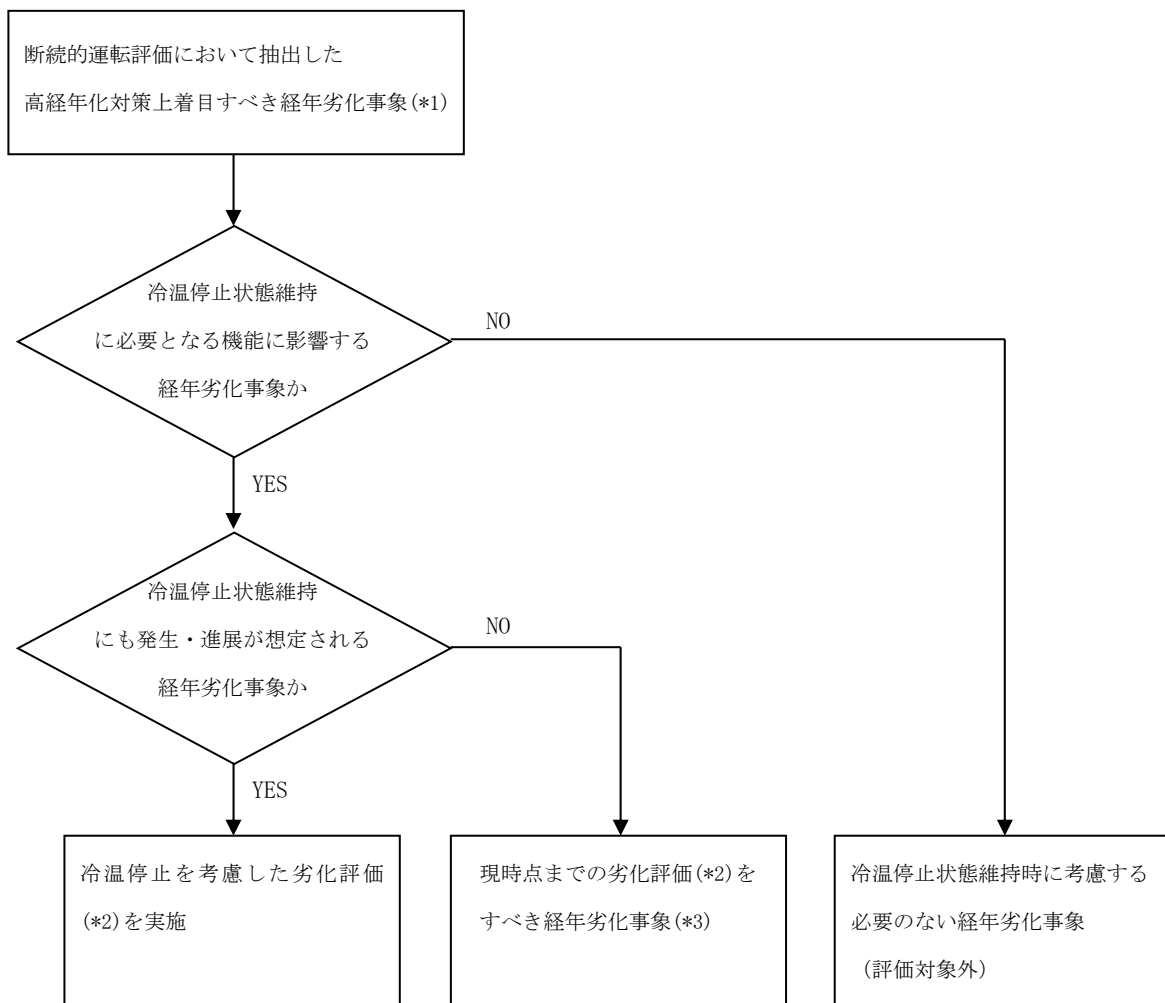 断続的運転評価において抽出した
高経年化対策上着目すべき経年劣化事象(*1)
冷温停止状態維持
に必要となる機能に影響する
経年劣化事象か
NO
YES
冷温停止状態維持
にも発生・進展が想定される
経年劣化事象か
NO
YES
冷温停止を考慮した劣化評価
(*2)を実施
現時点までの劣化評価(*2)を
すべき経年劣化事象(*3)
冷温停止状態維持時に考慮する
必要のない経年劣化事象
（評価対象外）